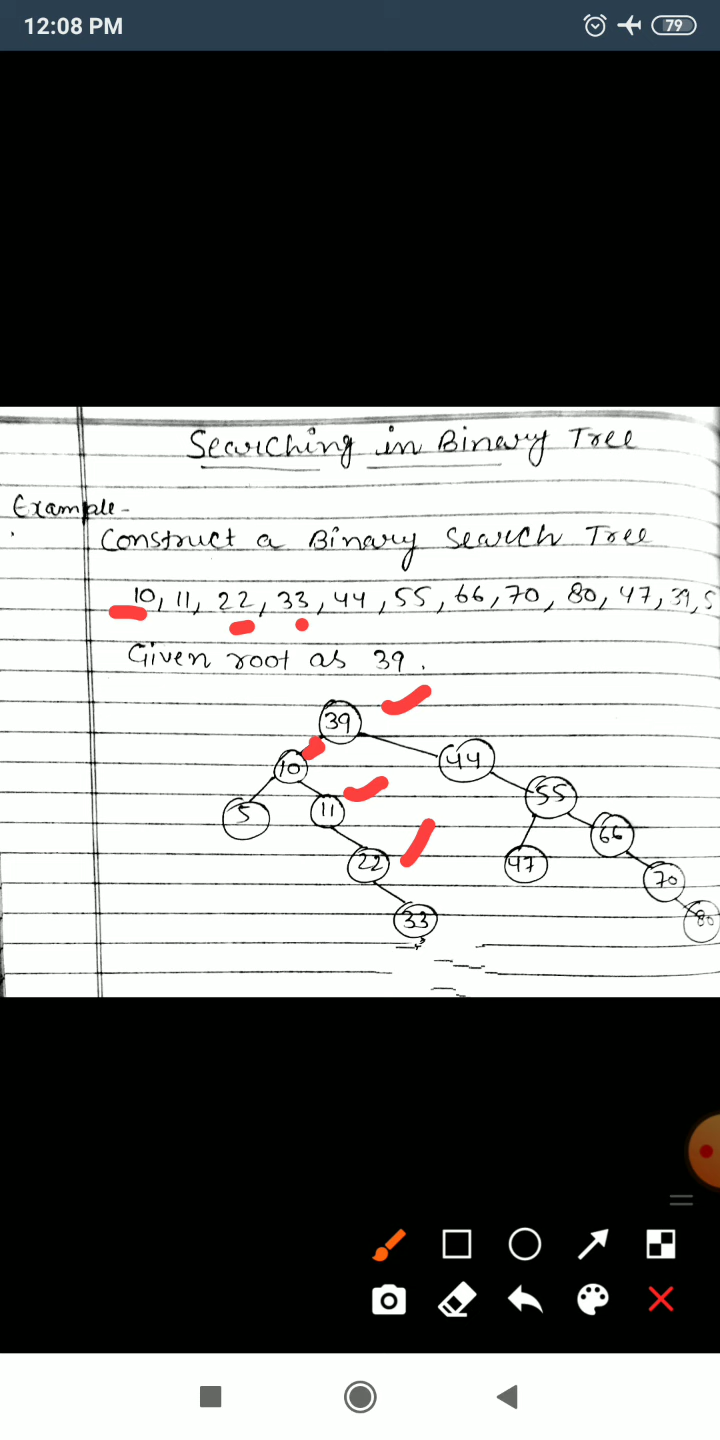 12:08 PM
79
Searching in Binary Tree
Example-
Construct a Binary Search Tree
10, 11, 22, 33, 44, 55, 66, 70, 80, 47, 39, 5
Given root as 39.
39
10
44
5
11
55
22
47
66
33
70
80